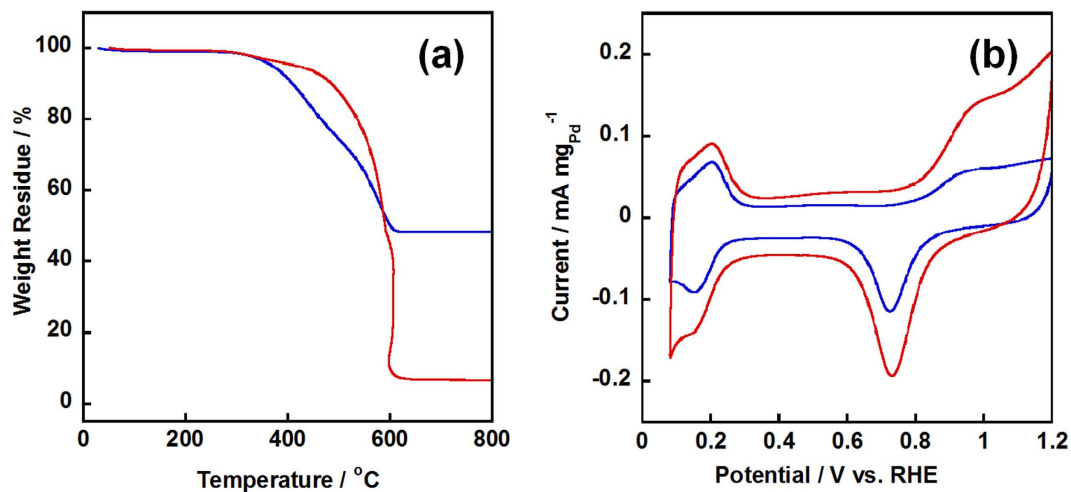 (a)
100
80
60
40
20
0
Weight Residue / %
0 200 400 600 800
Temperature / °C
(b)
0.2
0.1
0
-0.1
-0.2
Current / mA mgPd-1
0 0.2 0.4 0.6 0.8 1 1.2
Potential / V vs. RHE